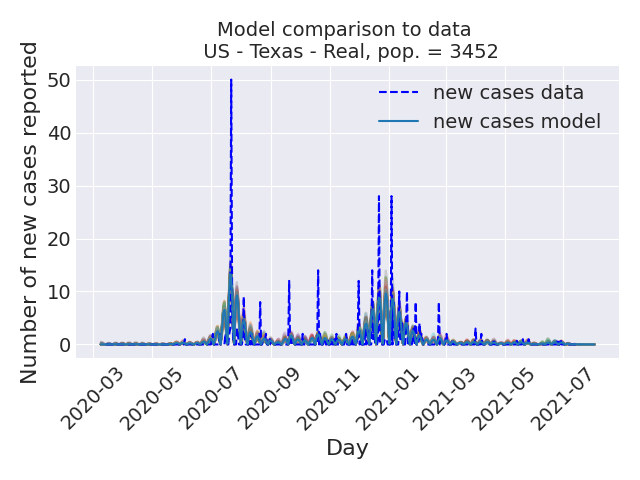 Model comparison to data
US - Texas - Real, pop. = 3452
Number of new cases reported
50
40
30
20
10
0
new cases data
new cases model
2020-03
2020-05
2020-07
2020-09
2020-11
2021-01
2021-03
2021-05
2021-07
Day